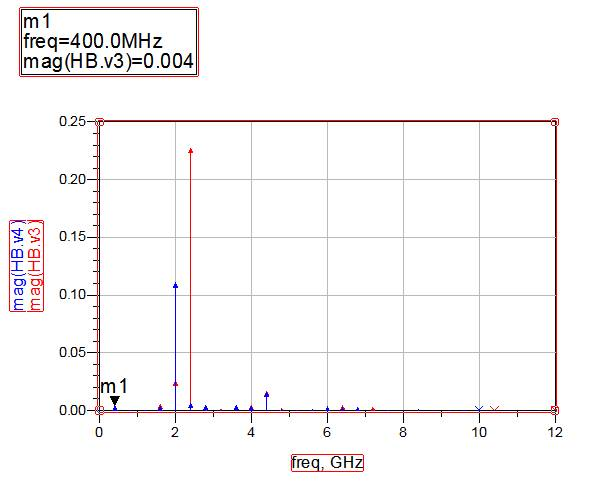 m1
freq=400.0MHz
mag(HB.v3)=0.004
0.25
0.20
0.15
0.10
0.05
0.00
mag(HB.v4)
mag(HB.v3)
m1
0 2 4 6 8 10 12
freq, GHz